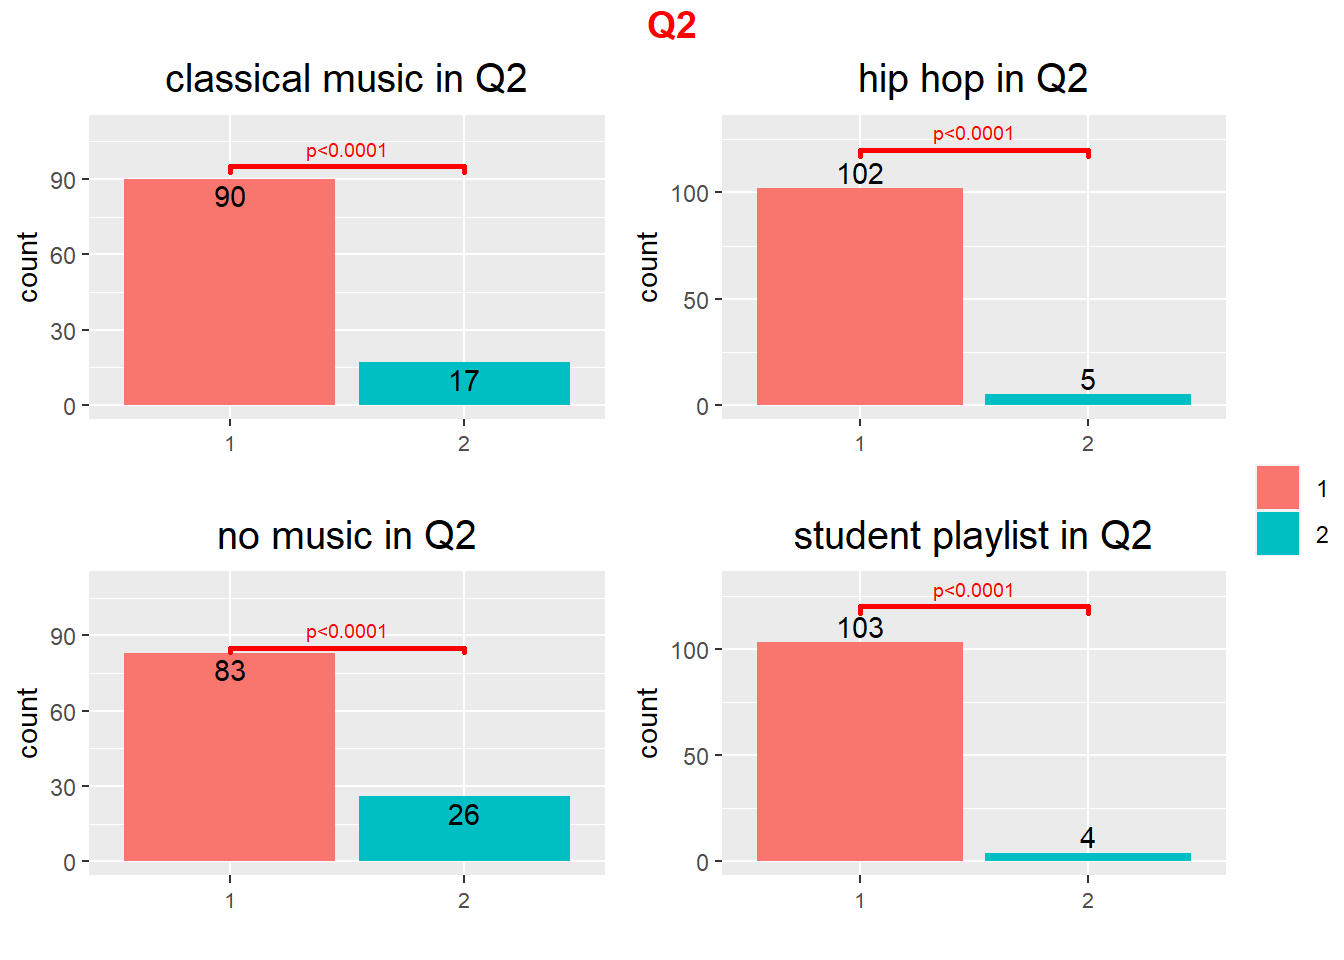 Q2
classical music in Q2
p<0.0001
90
17
count
90
60
30
0
1
2
hip hop in Q2
p<0.0001
102
5
count
100
50
0
1
2
no music in Q2
p<0.0001
83
26
count
90
60
30
0
1
2
student playlist in Q2
p<0.0001
103
4
count
100
50
0
1
2
1
2